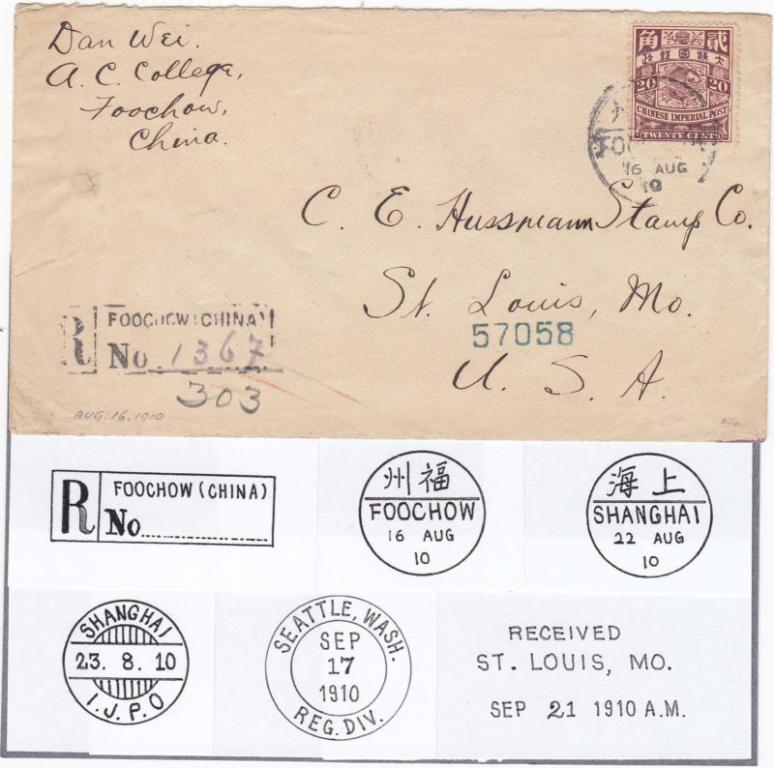 Dan Wei.
A. C. College,
Foochow,
China.
貳 角
大清國郵政
20 20
CHINESE IMPERIAL POST
TWENTY CENTS
州
FOO
16 AUG
10
C. E. Hussmann Stamp Co.
St. Louis, Mo.
57058
U. S. A.
R FOOCHOW (CHINA)
No 1367
303
AUG. 16, 1910
R FOOCHOW (CHINA)
No
州 福
FOOCHOW
16 AUG
10
海 上
SHANGHAI
22 AUG
10
SHANGHAI
23. 8. 10
I. J. P. O
SEATTLE, WASH.
SEP
17
1910
REG. DIV.
RECEIVED
ST. LOUIS, MO.
SEP 21 1910 A.M.